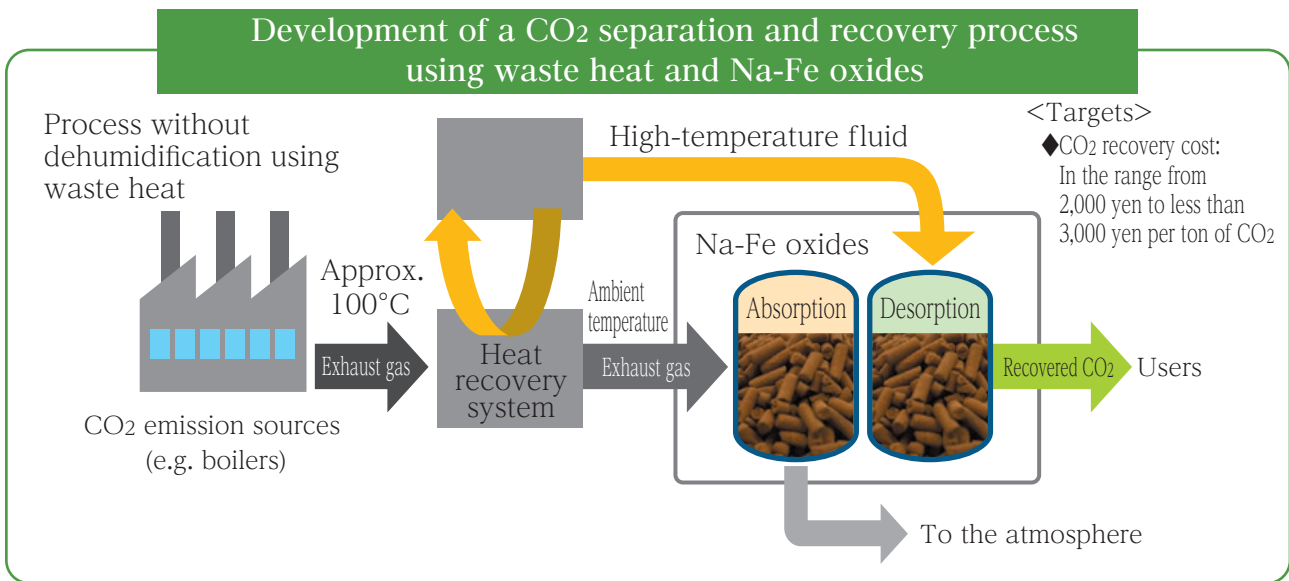 Development of a CO2 separation and recovery process
using waste heat and Na-Fe oxides
Process without
dehumidification using
waste heat
High-temperature fluid
<Targets>
◆CO2 recovery cost:
In the range from
2,000 yen to less than
3,000 yen per ton of CO2
Na-Fe oxides
Approx.
100°C
Ambient
temperature
Absorption
Desorption
Exhaust gas
Heat
recovery
system
Exhaust gas
Recovered CO2
Users
CO2 emission sources
(e.g. boilers)
To the atmosphere